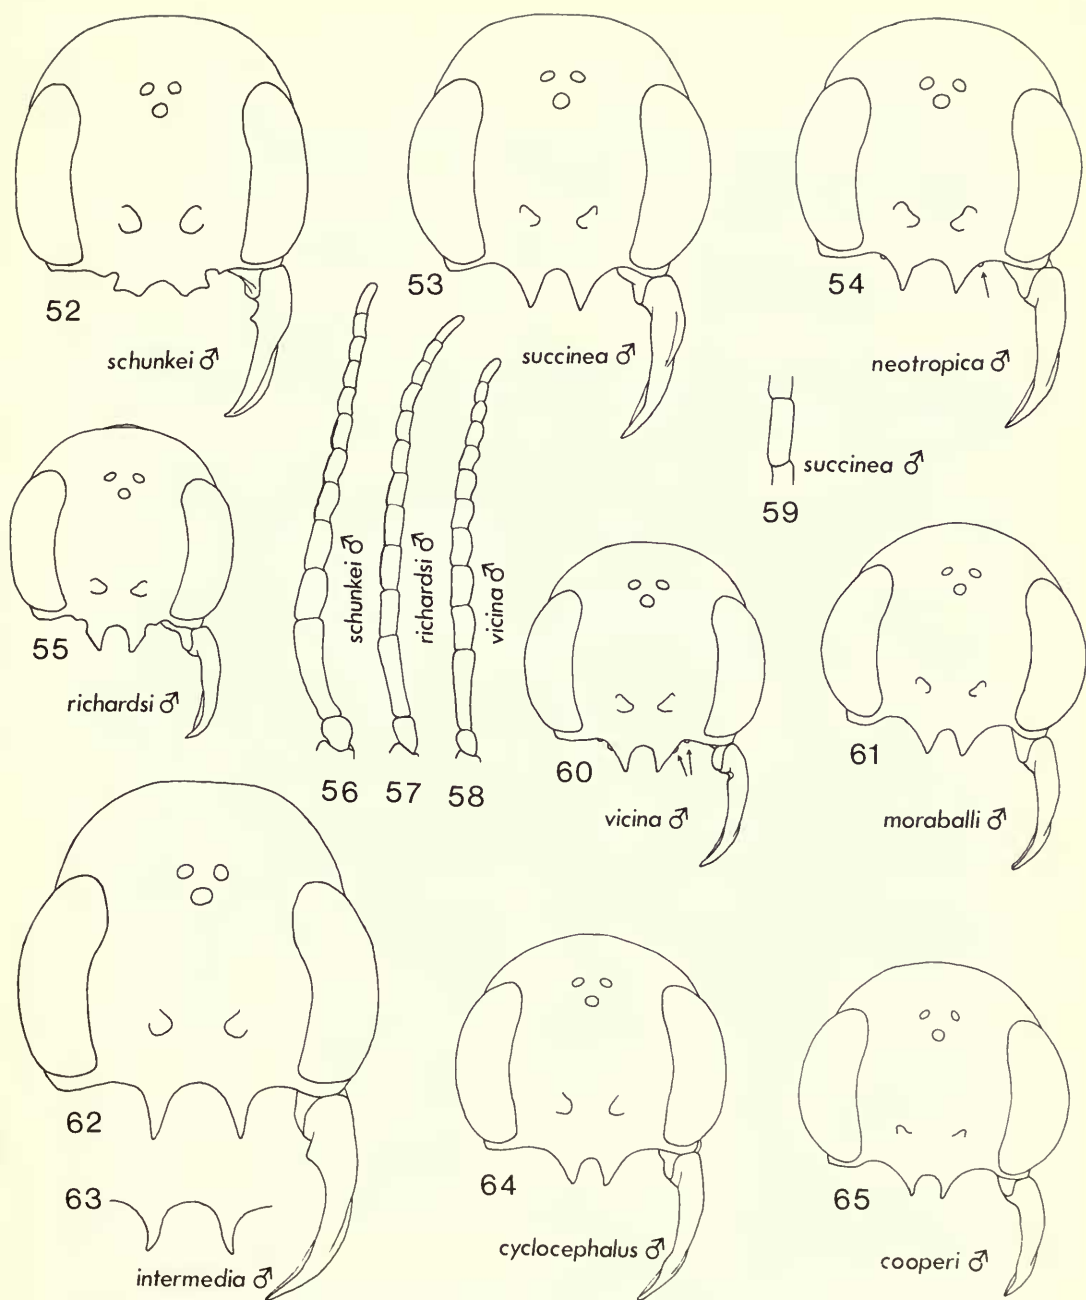 52
schunkei ♂
53
succinea ♂
54
neotropica ♂
55
richardsi ♂
schunkei ♂
56
richardsi ♂
57
vicina ♂
58
succinea ♂
59
60
vicina ♂
61
moraballi ♂
62
63
intermedia ♂
64
cyclocephalus ♂
65
cooperi ♂